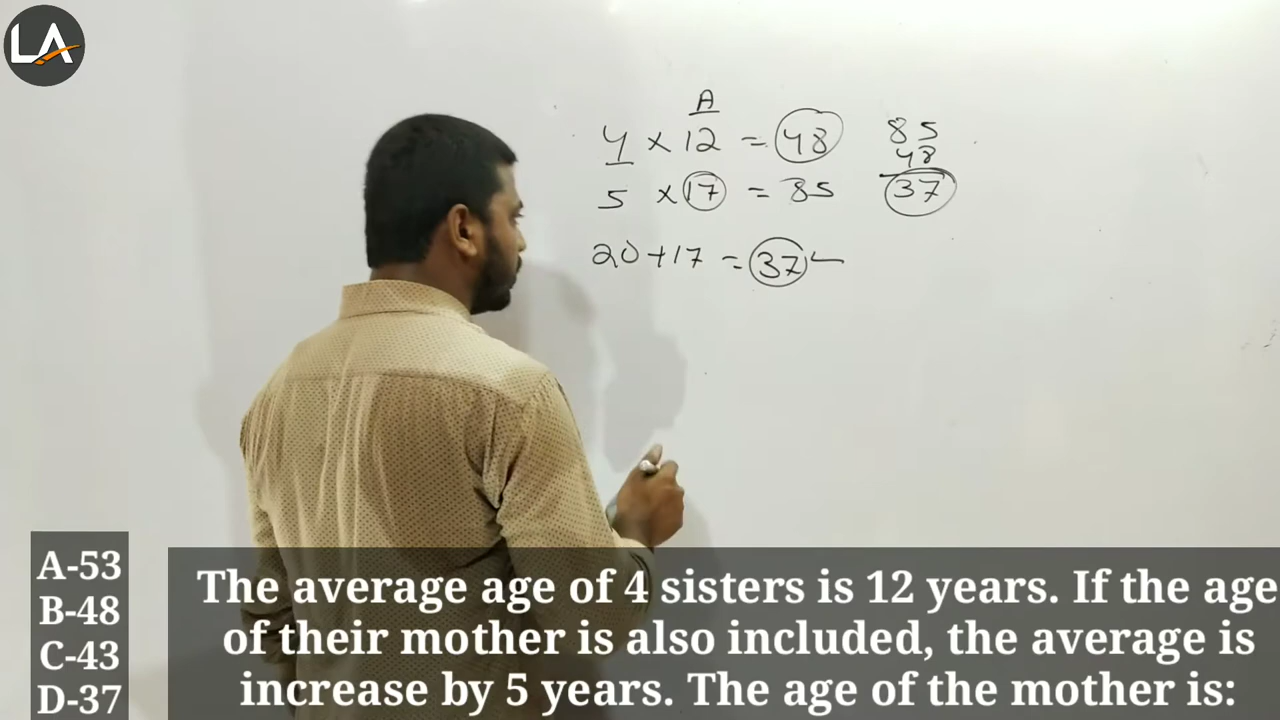 LA
A
4 × 12 = 48
5 × 17 = 85
85
48
37
20+17 = 37
A-53
B-48
C-43
D-37
The average age of 4 sisters is 12 years. If the age
of their mother is also included, the average is
increase by 5 years. The age of the mother is: